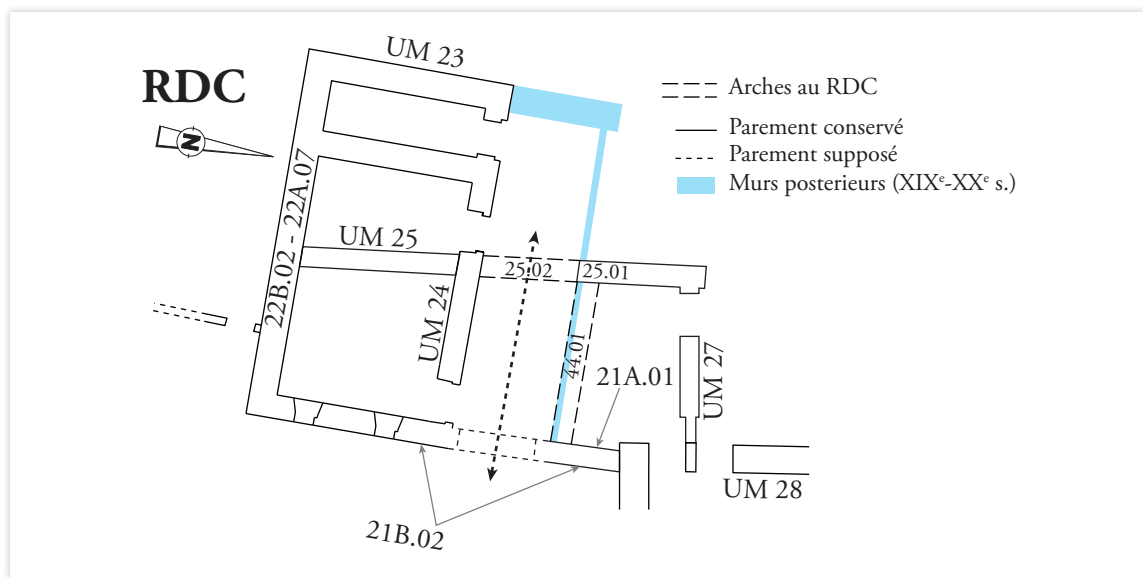 UM 23
RDC
N
Arches au RDC
Parement conservé
Parement supposé
Murs posterieurs (XIXᵉ-XXᵉ s.)
22B.02 - 22A.07
UM 25
25.02
25.01
UM 24
44.01
21A.01
UM 27
UM 28
21B.02